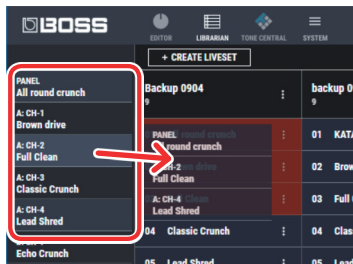 BOSS
EDITOR
LIBRARIAN
TONE CENTRAL
SYSTEM
+ CREATE LIVESET
PANEL
All round crunch
A: CH-1
Brown drive
A: CH-2
Full Clean
A: CH-3
Classic Crunch
A: CH-4
Lead Shred
Echo Crunch
Backup 0904
9
PANEL
round crunch
CH-2
Full Clean
A: CH-4
Lead Shred
04 Classic Crunch
05 Lead Shred
backup 0
9
01 KATA
02 Brow
03 Full
04 Clas
05 Lead